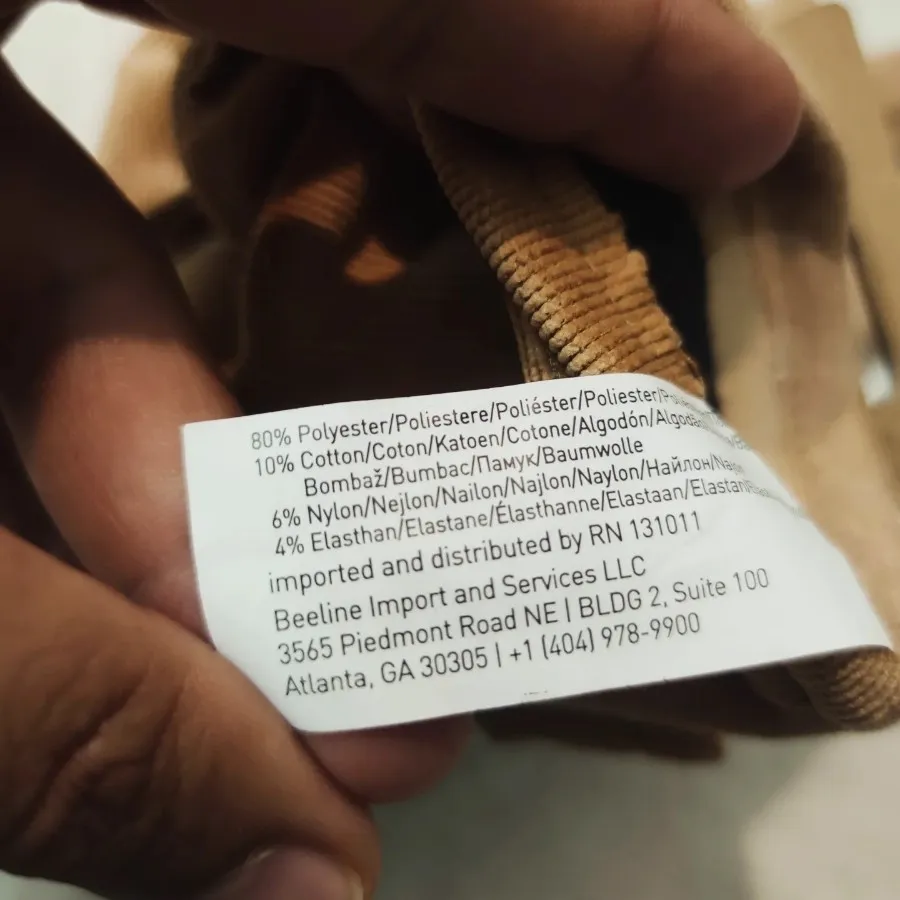 80% Polyester/Poliestere/Poliéster/Poliester/
10% Cotton/Coton/Katoen/Cotone/Algodón/
Bombaž/Bumbac/Памук/Baumwolle
6% Nylon/Nejlon/Nailon/Najlon/Naylon/Найлон/
4% Elasthan/Elastane/Élasthanne/Elastaan/Elastan
imported and distributed by RN 131011
Beeline Import and Services LLC
3565 Piedmont Road NE | BLDG 2, Suite 100
Atlanta, GA 30305 | +1 (404) 978-9900